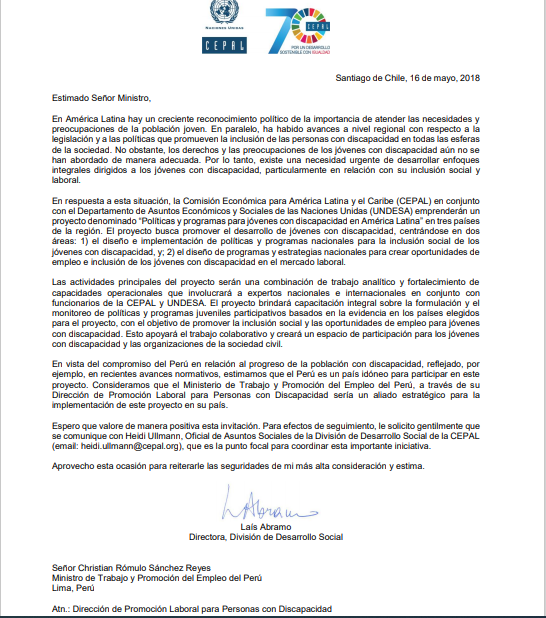 NACIONES UNIDAS
CEPAL
70
CEPAL
POR UN DESARROLLO
SOSTENIBLE CON IGUALDAD
Santiago de Chile, 16 de mayo, 2018
Estimado Señor Ministro,
En América Latina hay un creciente reconocimiento político de la importancia de atender las necesidades y
preocupaciones de la población joven. En paralelo, ha habido avances a nivel regional con respecto a la
legislación y a las políticas que promueven la inclusión de las personas con discapacidad en todas las esferas
de la sociedad. No obstante, los derechos y las preocupaciones de los jóvenes con discapacidad aún no se
han abordado de manera adecuada. Por lo tanto, existe una necesidad urgente de desarrollar enfoques
integrales dirigidos a los jóvenes con discapacidad, particularmente en relación con su inclusión social y
laboral.
En respuesta a esta situación, la Comisión Económica para América Latina y el Caribe (CEPAL) en conjunto
con el Departamento de Asuntos Económicos y Sociales de las Naciones Unidas (UNDESA) emprenderán un
proyecto denominado “Políticas y programas para jóvenes con discapacidad en América Latina” en tres países
de la región. El proyecto busca promover el desarrollo de jóvenes con discapacidad, centrándose en dos
áreas: 1) el diseño e implementación de políticas y programas nacionales para la inclusión social de los
jóvenes con discapacidad, y; 2) el diseño de programas y estrategias nacionales para crear oportunidades de
empleo e inclusión de los jóvenes con discapacidad en el mercado laboral.
Las actividades principales del proyecto serán una combinación de trabajo analítico y fortalecimiento de
capacidades operacionales que involucrará a expertos nacionales e internacionales en conjunto con
funcionarios de la CEPAL y UNDESA. El proyecto brindará capacitación integral sobre la formulación y el
monitoreo de políticas y programas juveniles participativos basados en la evidencia en los países elegidos
para el proyecto, con el objetivo de promover la inclusión social y las oportunidades de empleo para jóvenes
con discapacidad. Esto apoyará el trabajo colaborativo y creará un espacio de participación para los jóvenes
con discapacidad y las organizaciones de la sociedad civil.
En vista del compromiso del Perú en relación al progreso de la población con discapacidad, reflejado, por
ejemplo, en recientes avances normativos, estimamos que el Perú es un país idóneo para participar en este
proyecto. Consideramos que el Ministerio de Trabajo y Promoción del Empleo del Perú, a través de su
Dirección de Promoción Laboral para Personas con Discapacidad sería un aliado estratégico para la
implementación de este proyecto en su país.
Espero que valore de manera positiva esta invitación. Para efectos de seguimiento, le solicito gentilmente que
se comunique con Heidi Ullmann, Oficial de Asuntos Sociales de la División de Desarrollo Social de la CEPAL
(email: heidi.ullmann@cepal.org), que es la punto focal para coordinar esta importante iniciativa.
Aprovecho esta ocasión para reiterarle las seguridades de mi más alta consideración y estima.
Laís Abramo
Directora, División de Desarrollo Social
Señor Christian Rómulo Sánchez Reyes
Ministro de Trabajo y Promoción del Empleo del Perú
Lima, Perú
Atn.: Dirección de Promoción Laboral para Personas con Discapacidad